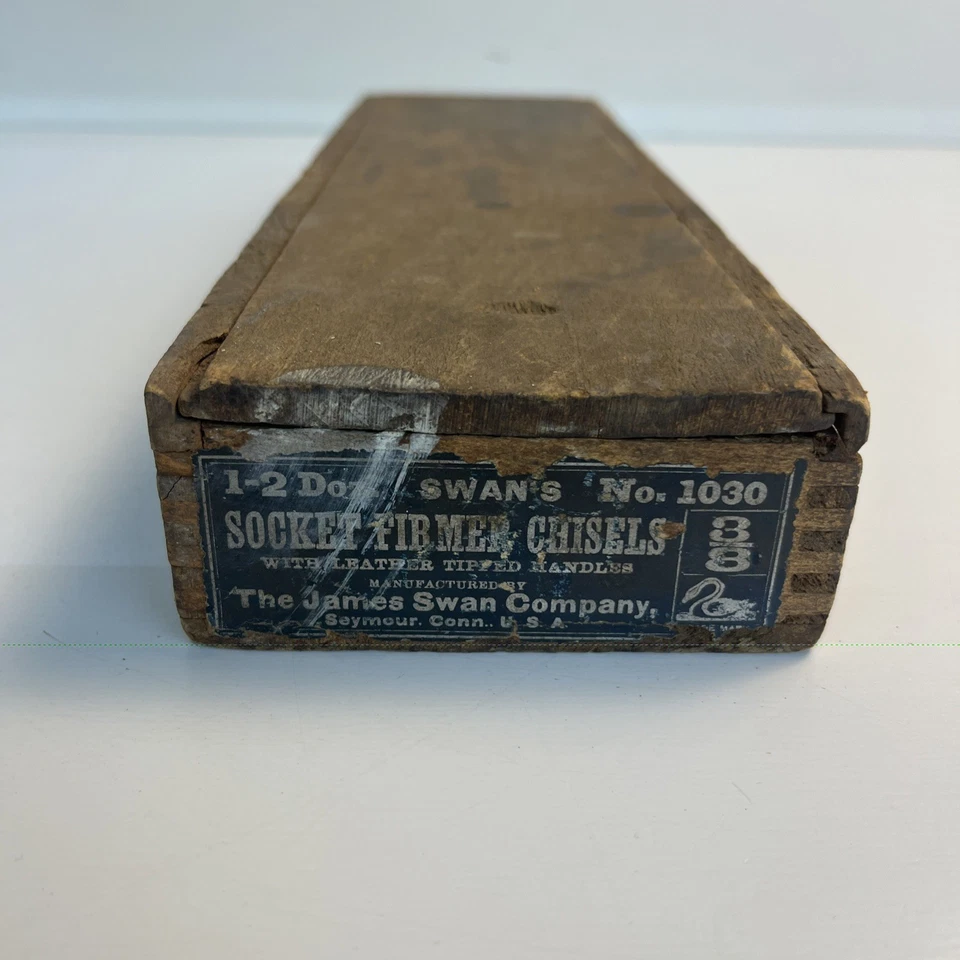 1-2 Doz. SWAN'S No. 1030
SOCKET FIRMER CHISELS
3/8
WITH LEATHER TIPPED HANDLES
MANUFACTURED BY
The James Swan Company,
Seymour. Conn., U. S. A.